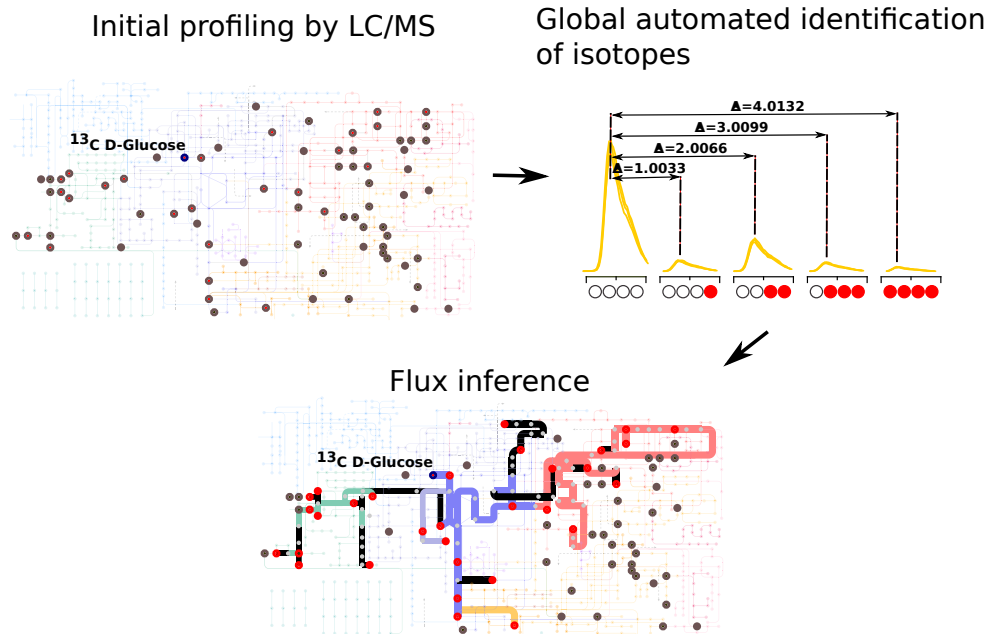 Initial profiling by LC/MS
Global automated identification
of isotopes
13C D-Glucose
Δ=4.0132
Δ=3.0099
Δ=2.0066
Δ=1.0033
Flux inference
13C D-Glucose